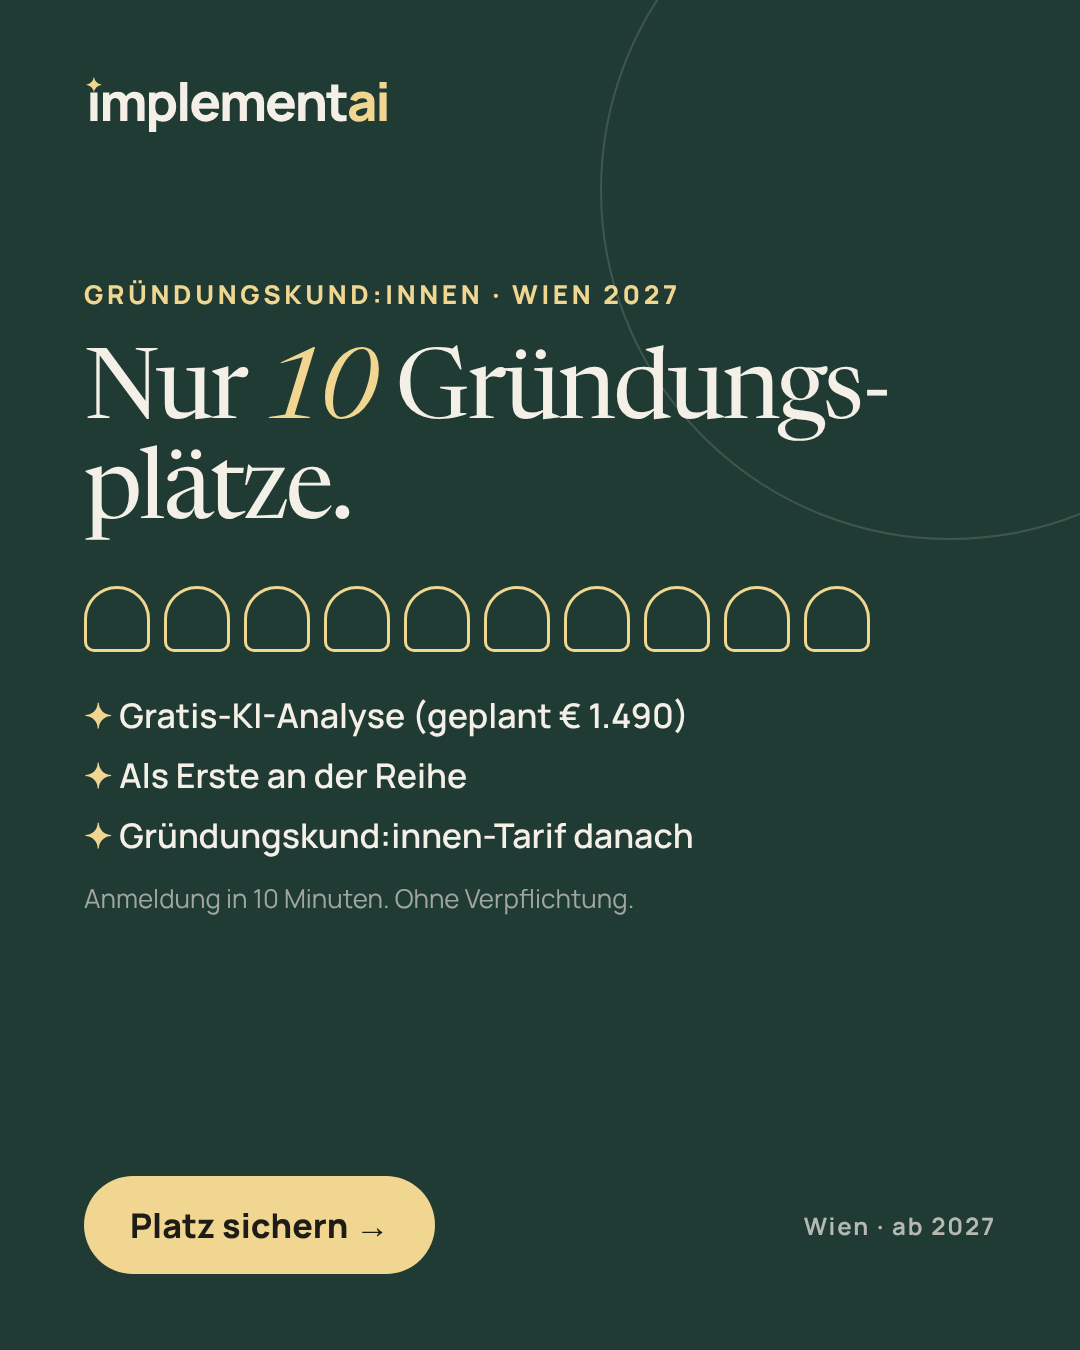 implementai
GRÜNDUNGSKUND:INNEN · WIEN 2027
Nur 10 Gründungs-
plätze.
✦ Gratis-KI-Analyse (geplant € 1.490)
✦ Als Erste an der Reihe
✦ Gründungskund:innen-Tarif danach
Anmeldung in 10 Minuten. Ohne Verpflichtung.
Platz sichern →
Wien · ab 2027